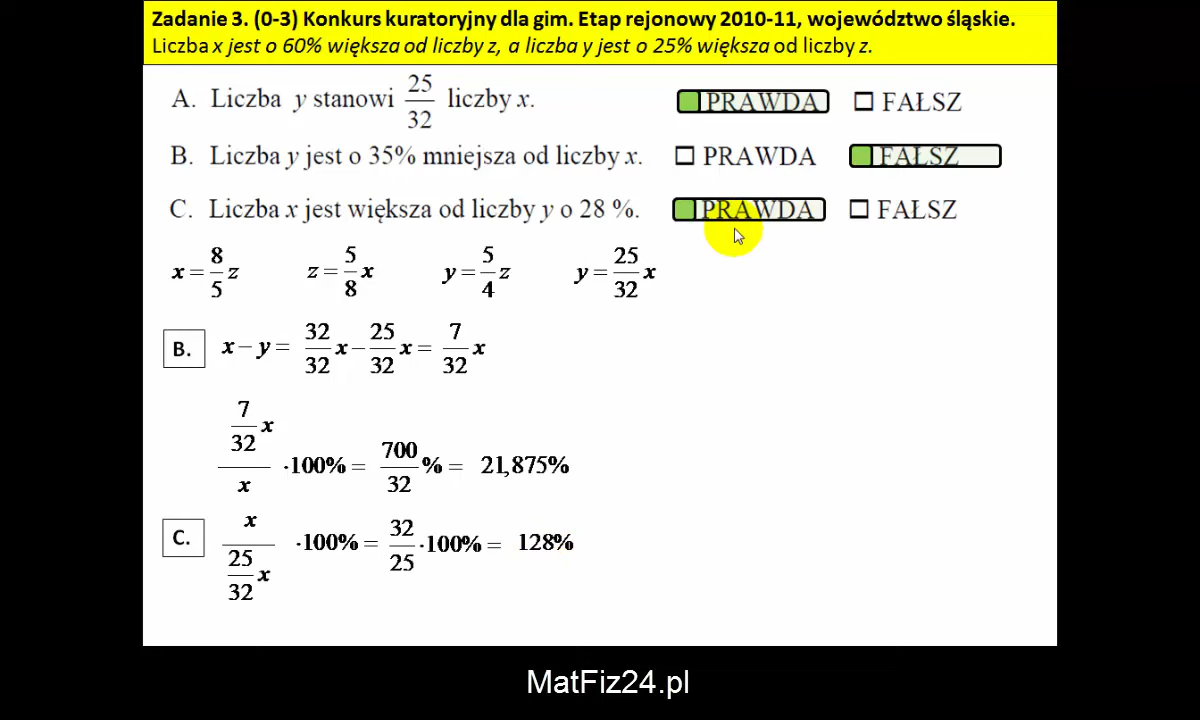 Zadanie 3. (0-3) Konkurs kuratoryjny dla gim. Etap rejonowy 2010-11, województwo śląskie.
Liczba x jest o 60% większa od liczby z, a liczba y jest o 25% większa od liczby z.
A. Liczba y stanowi 25/32 liczby x. PRAWDA FAŁSZ
B. Liczba y jest o 35% mniejsza od liczby x. PRAWDA FAŁSZ
C. Liczba x jest większa od liczby y o 28 %. PRAWDA FAŁSZ
x = 8/5 z z = 5/8 x y = 5/4 z y = 25/32 x
B. x − y = 32/32 x − 25/32 x = 7/32 x
7/32 x / x ·100% = 700/32 % = 21,875%
C. x / 25/32 x ·100% = 32/25 ·100% = 128%
MatFiz24.pl